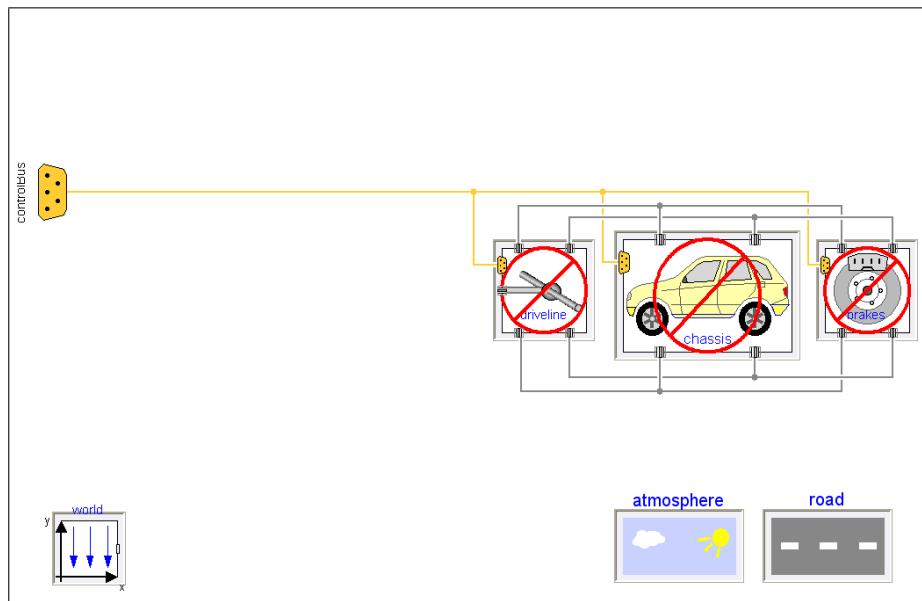 controlBus
driveline
chassis
brakes
world
y
x
atmosphere
road